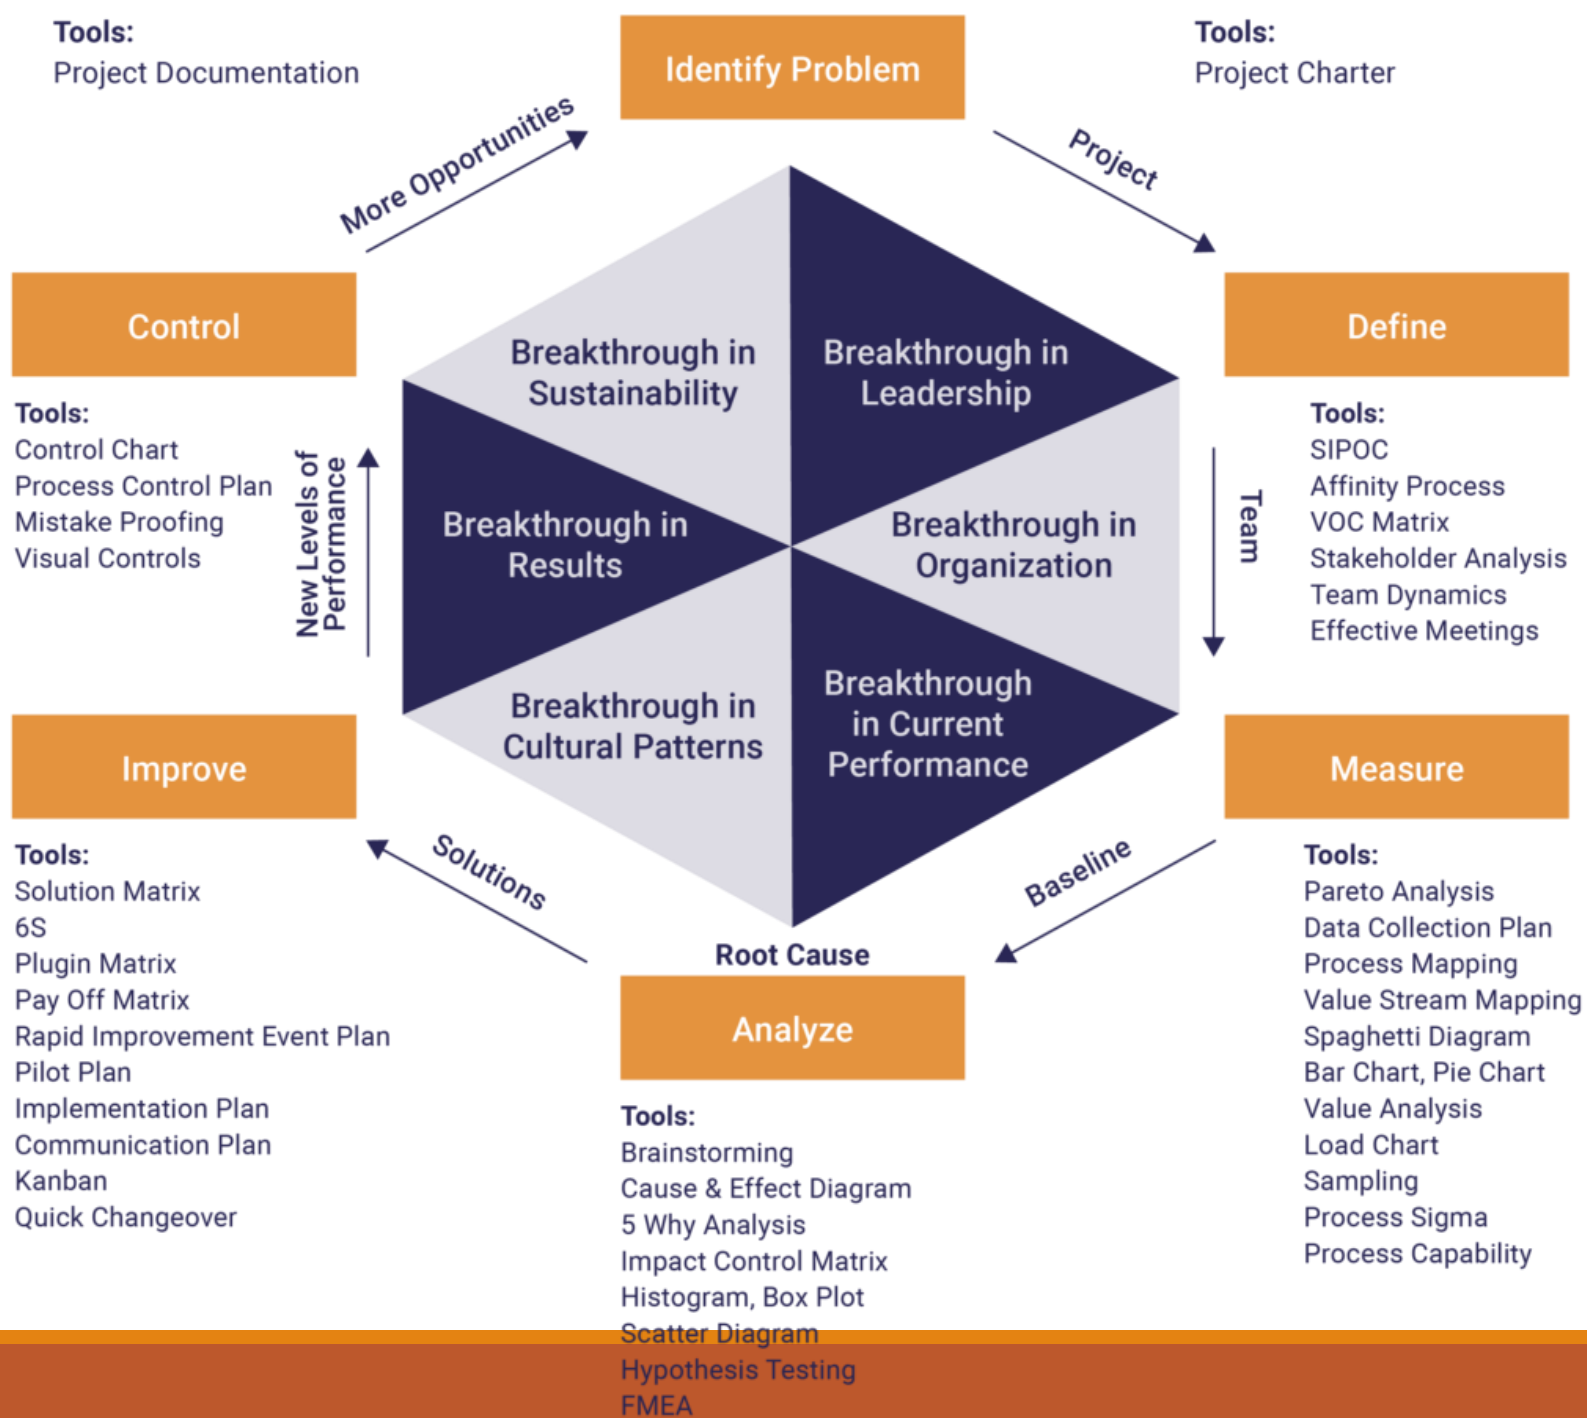 Tools:
Project Documentation
Identify Problem
Tools:
Project Charter
More Opportunities
Project
Control
Define
Breakthrough in
Sustainability
Breakthrough in
Leadership
Tools:
Control Chart
Process Control Plan
Mistake Proofing
Visual Controls
New Levels of
Performance
Breakthrough in
Results
Breakthrough in
Organization
Team
Tools:
SIPOC
Affinity Process
VOC Matrix
Stakeholder Analysis
Team Dynamics
Effective Meetings
Breakthrough in
Cultural Patterns
Breakthrough
in Current
Performance
Improve
Measure
Solutions
Baseline
Tools:
Solution Matrix
6S
Plugin Matrix
Pay Off Matrix
Rapid Improvement Event Plan
Pilot Plan
Implementation Plan
Communication Plan
Kanban
Quick Changeover
Root Cause
Analyze
Tools:
Brainstorming
Cause & Effect Diagram
5 Why Analysis
Impact Control Matrix
Histogram, Box Plot
Scatter Diagram
Hypothesis Testing
FMEA
Tools:
Pareto Analysis
Data Collection Plan
Process Mapping
Value Stream Mapping
Spaghetti Diagram
Bar Chart, Pie Chart
Value Analysis
Load Chart
Sampling
Process Sigma
Process Capability